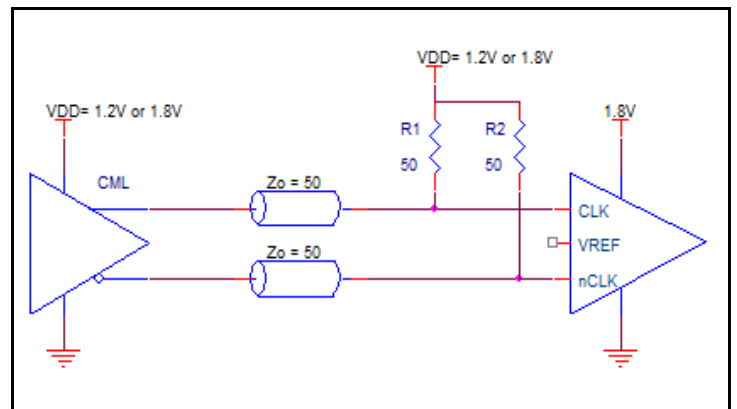 VDD= 1.2V or 1.8V
VDD= 1.2V or 1.8V
1.8V
R1
50
R2
50
CML
Zo = 50
CLK
VREF
Zo = 50
nCLK